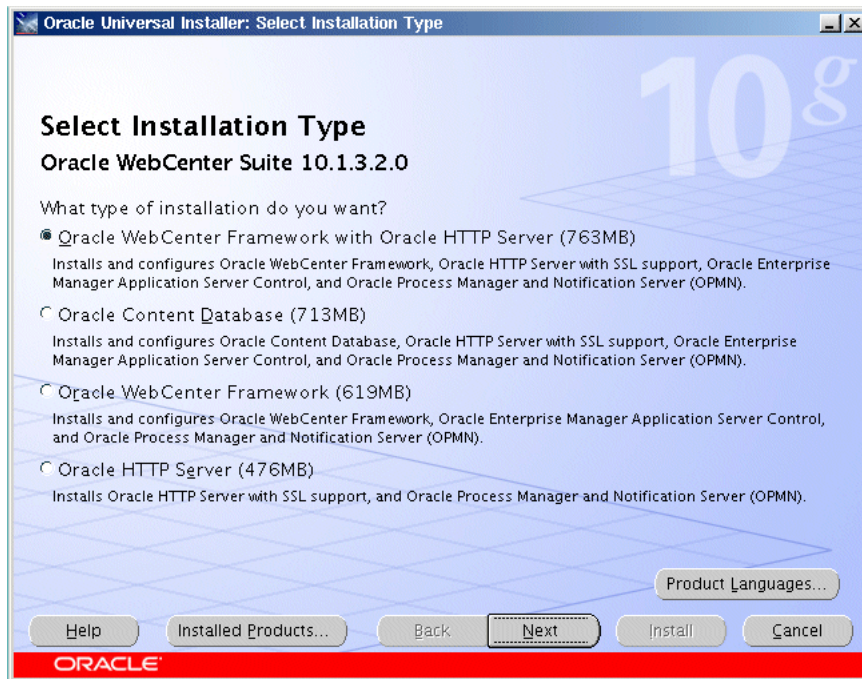 Oracle Universal Installer: Select Installation Type
10g
Select Installation Type
Oracle WebCenter Suite 10.1.3.2.0
What type of installation do you want?
Oracle WebCenter Framework with Oracle HTTP Server (763MB)
Installs and configures Oracle WebCenter Framework, Oracle HTTP Server with SSL support, Oracle Enterprise
Manager Application Server Control, and Oracle Process Manager and Notification Server (OPMN).
Oracle Content Database (713MB)
Installs and configures Oracle Content Database, Oracle HTTP Server with SSL support, Oracle Enterprise
Manager Application Server Control, and Oracle Process Manager and Notification Server (OPMN).
Oracle WebCenter Framework (619MB)
Installs and configures Oracle WebCenter Framework, Oracle Enterprise Manager Application Server Control,
and Oracle Process Manager and Notification Server (OPMN).
Oracle HTTP Server (476MB)
Installs Oracle HTTP Server with SSL support, and Oracle Process Manager and Notification Server (OPMN).
Product Languages...
Help Installed Products... Back Next Install Cancel
ORACLE